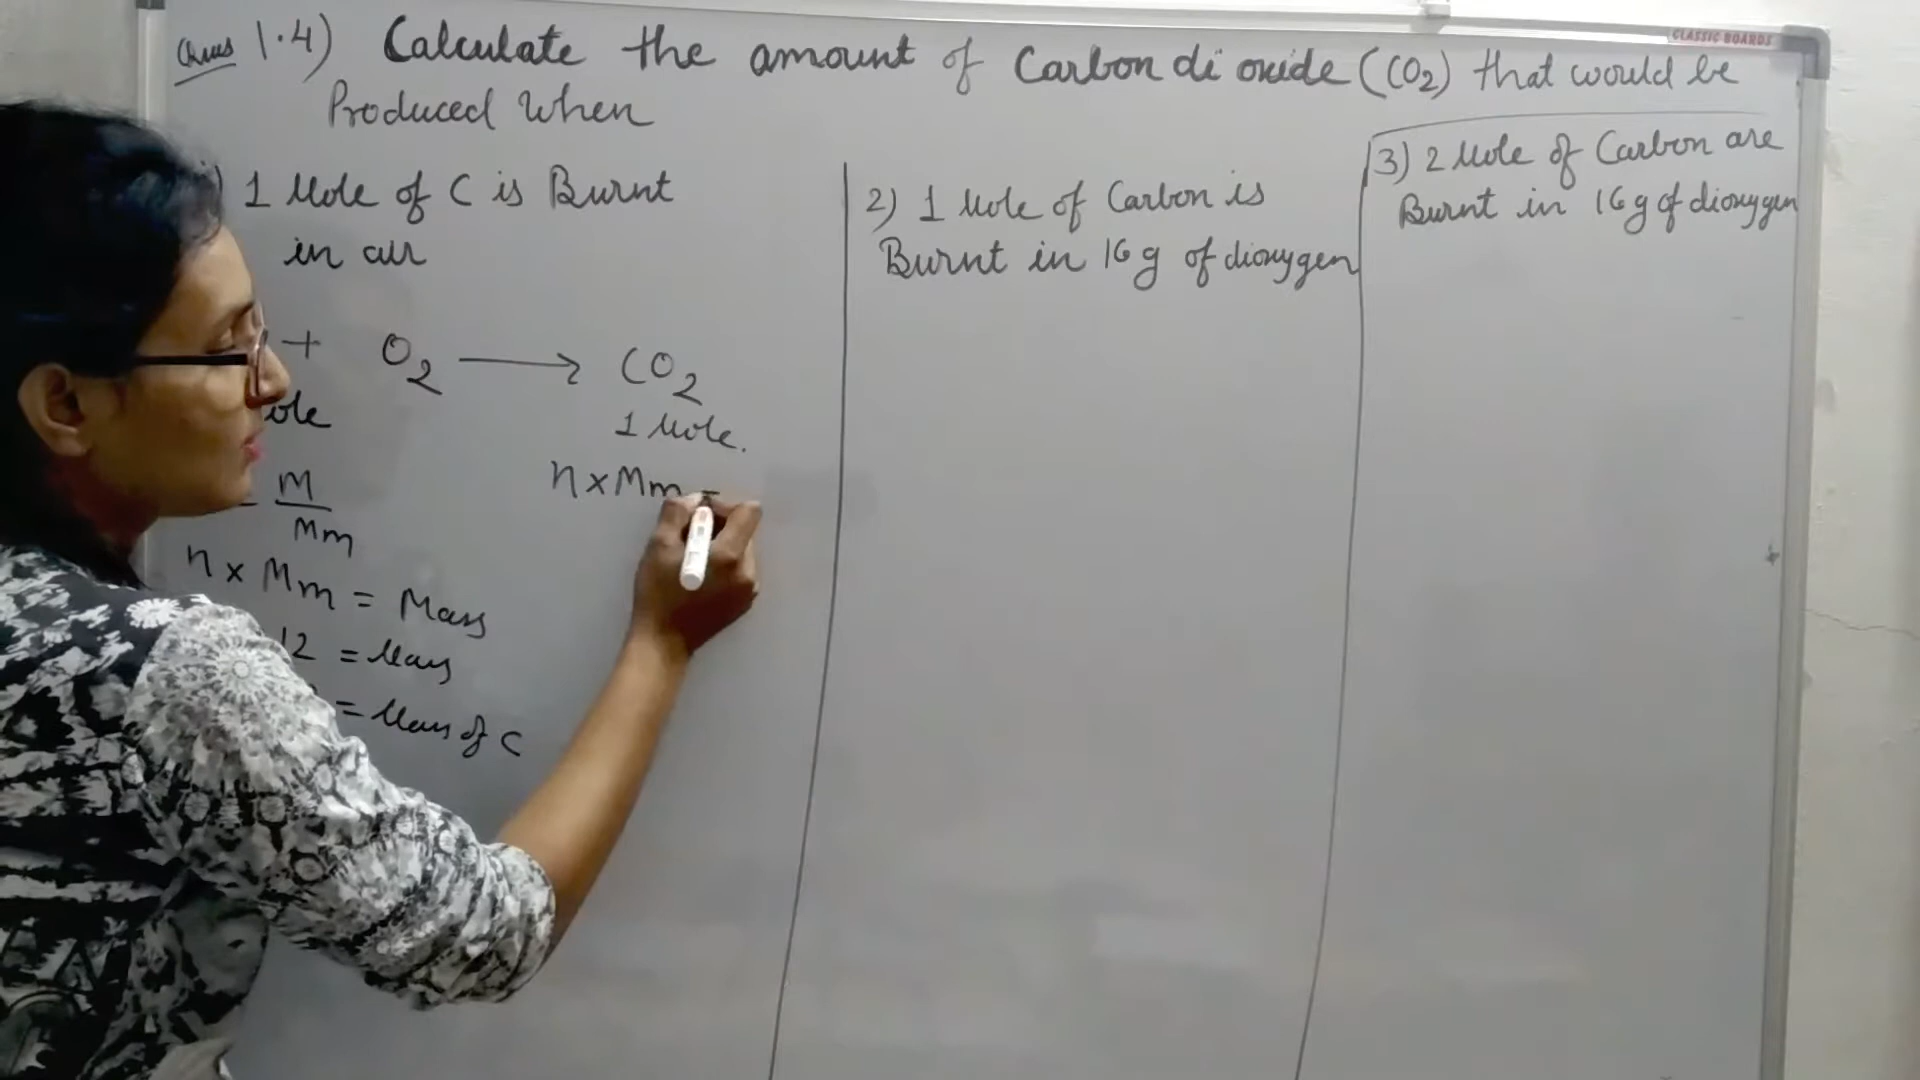 Ques 1.4) Calculate the amount of Carbon di oxide (CO2) that would be
Produced When
1 Mole of C is Burnt
in air
+ O2 → CO2
1 Mole.
M
Mm
n x Mm =
n x Mm = Mass
12 = Mass
= Mass of C
2) 1 Mole of Carbon is
Burnt in 16 g of dioxygen
3) 2 Mole of Carbon are
Burnt in 16 g of dioxygen
CLASSIC BOARDS